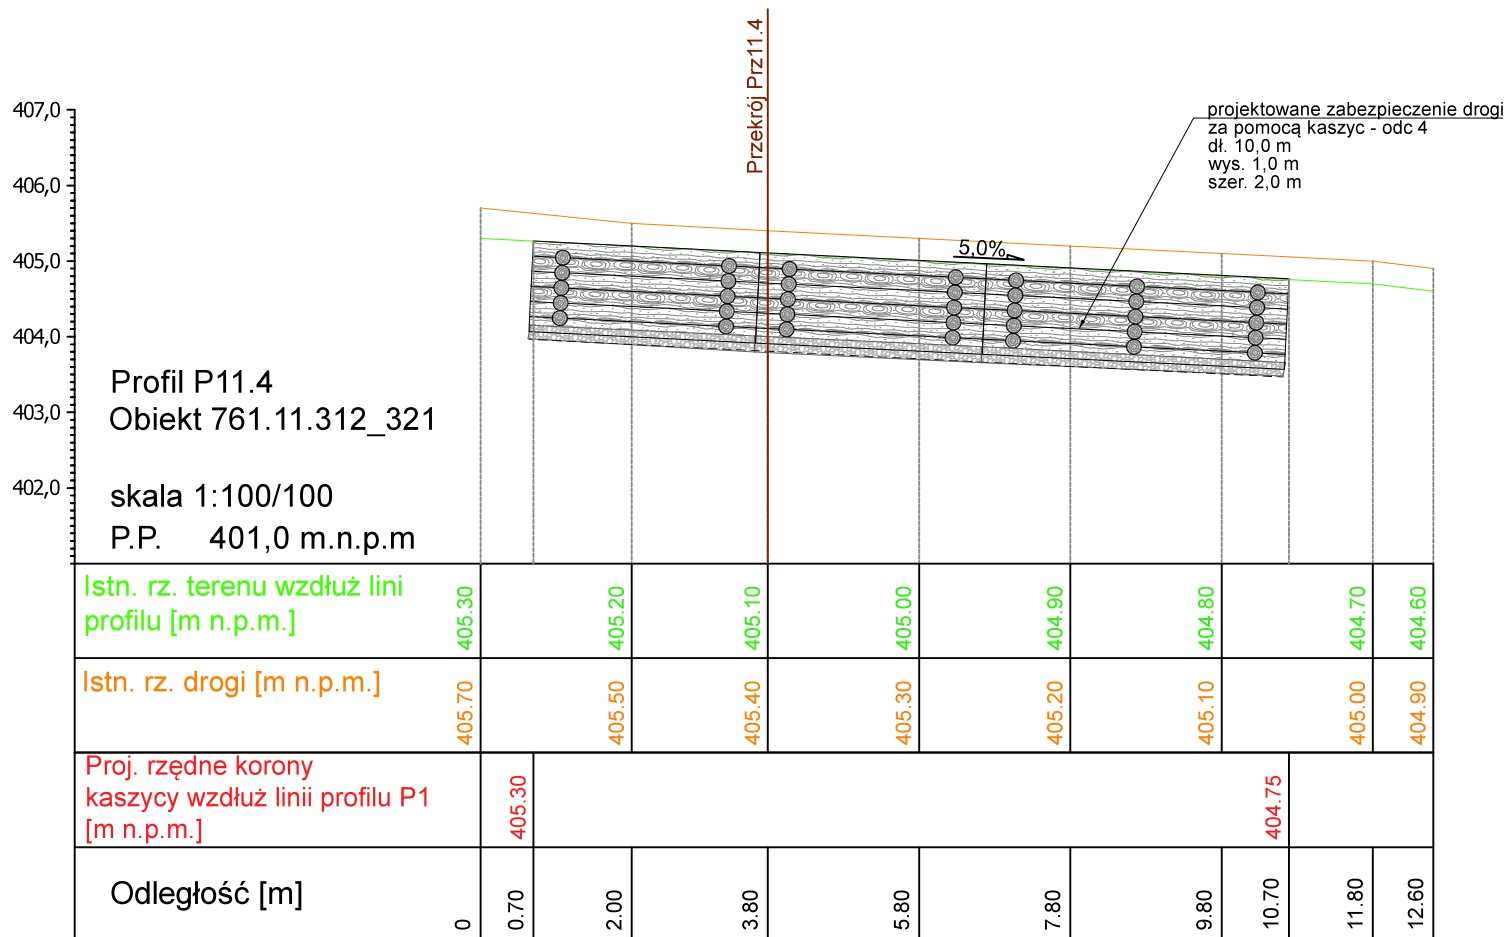 Przekrój Prz11.4
407,0
406,0
405,0
404,0
403,0
402,0
projektowane zabezpieczenie drogi
za pomocą kaszyc - odc 4
dł. 10,0 m
wys. 1,0 m
szer. 2,0 m
5,0%
Profil P11.4
Obiekt 761.11.312_321
skala 1:100/100
P.P. 401,0 m.n.p.m
Istn. rz. terenu wzdłuż lini
profilu [m n.p.m.]
405.30 405.20 405.10 405.00 404.90 404.80 404.70 404.60
Istn. rz. drogi [m n.p.m.]
405.70 405.50 405.40 405.30 405.20 405.10 405.00 404.90
Proj. rzędne korony
kaszycy wzdłuż linii profilu P1
[m n.p.m.]
405.30 404.75
Odległość [m]
0 0.70 2.00 3.80 5.80 7.80 9.80 10.70 11.80 12.60